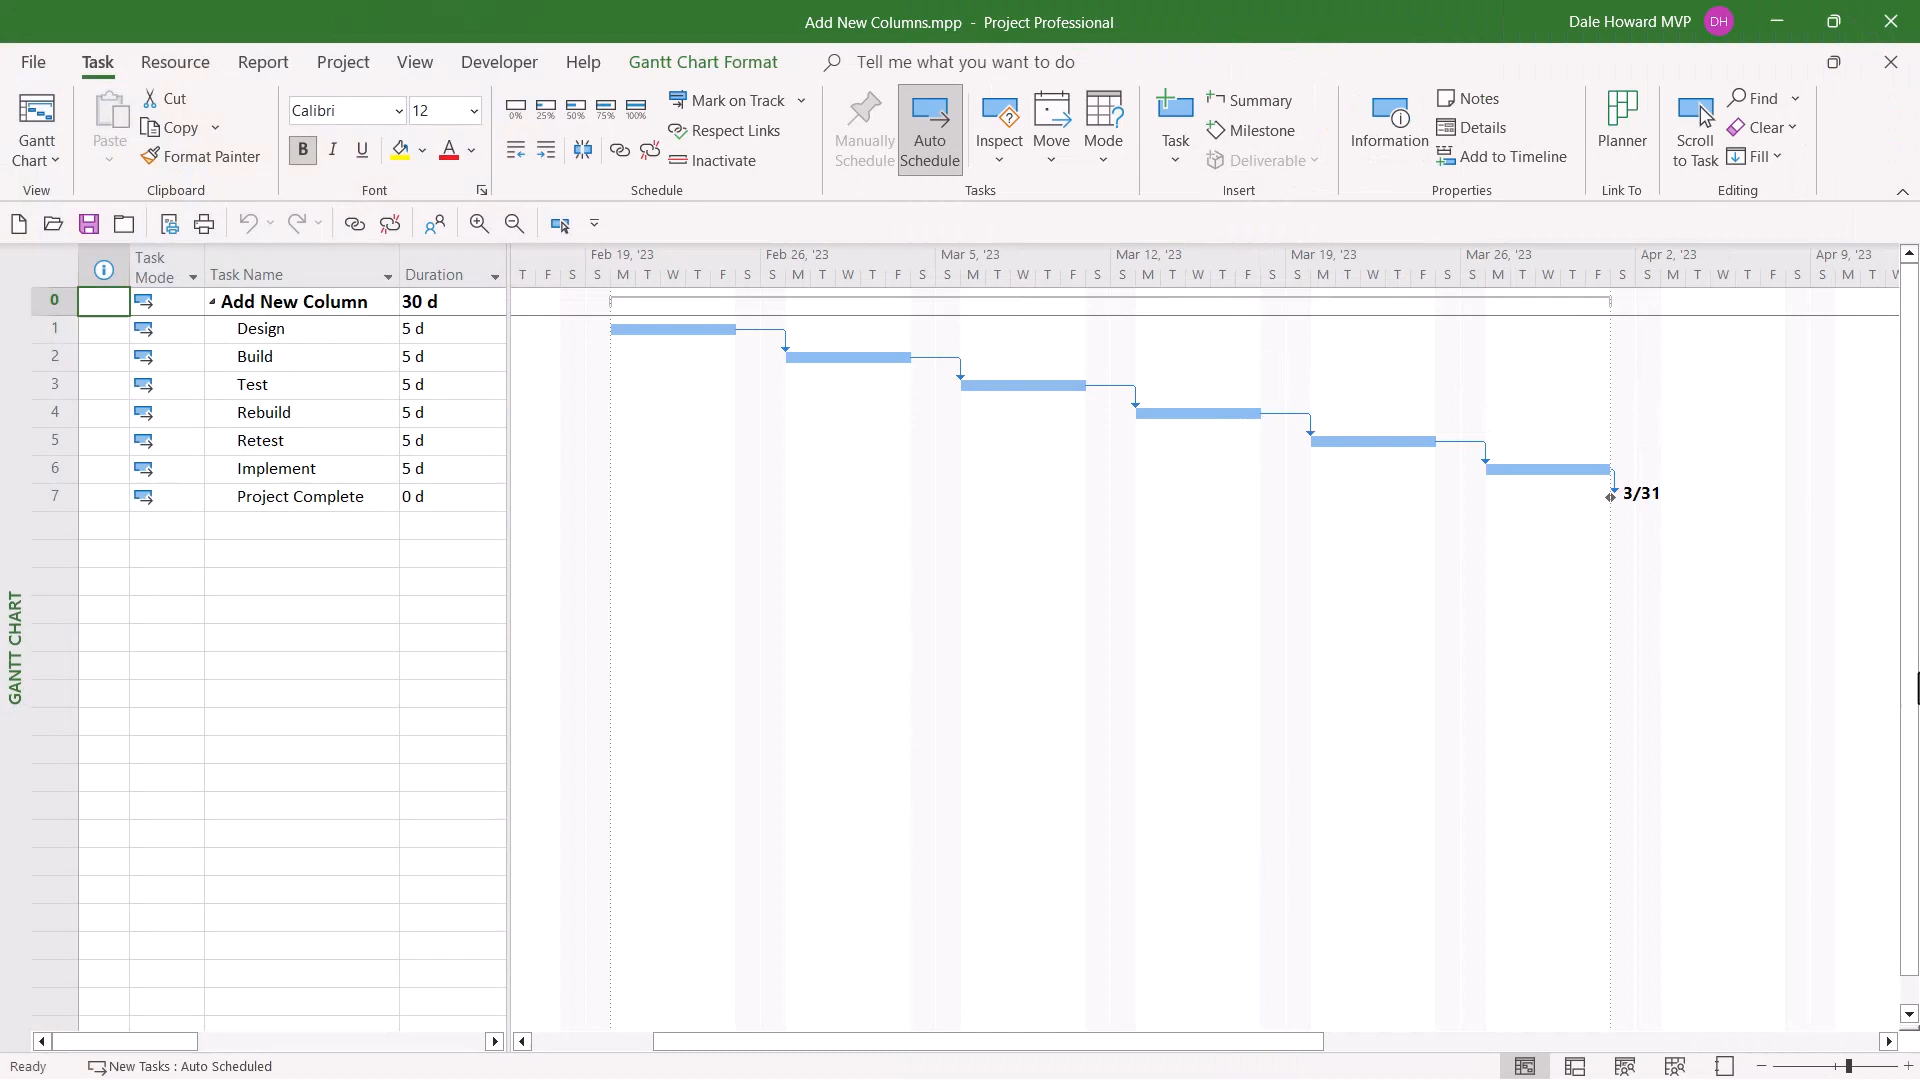 Add New Columns.mpp - Project Professional
Dale Howard MVP DH
File Task Resource Report Project View Developer Help Gantt Chart Format Tell me what you want to do
Gantt Chart
View
Paste
Cut
Copy
Format Painter
Clipboard
Calibri 12
B I U A
Font
0% 25% 50% 75% 100%
Mark on Track
Respect Links
Inactivate
Schedule
Manually Schedule
Auto Schedule
Inspect
Move
Mode
Tasks
Task
Summary
Milestone
Deliverable
Insert
Information
Notes
Details
Add to Timeline
Properties
Planner
Link To
Scroll to Task
Find
Clear
Fill
Editing
Task Mode Task Name Duration
Feb 19, '23 Feb 26, '23 Mar 5, '23 Mar 12, '23 Mar 19, '23 Mar 26, '23 Apr 2, '23 Apr 9, '23
T F S S M T W T F S S M T W T F S S M T W T F S S M T W T F S S M T W T F S S M T W T F S S M T W T F S S M T W
0 Add New Column 30 d
1 Design 5 d
2 Build 5 d
3 Test 5 d
4 Rebuild 5 d
5 Retest 5 d
6 Implement 5 d
7 Project Complete 0 d
3/31
GANTT CHART
Ready New Tasks : Auto Scheduled